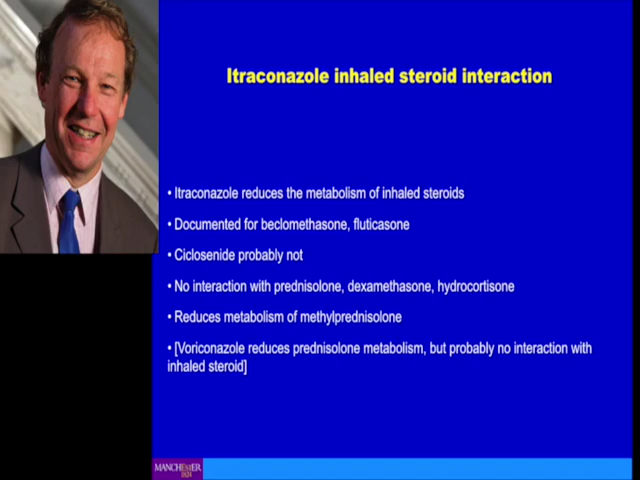 Itraconazole inhaled steroid interaction
• Itraconazole reduces the metabolism of inhaled steroids
• Documented for beclomethasone, fluticasone
• Ciclosenide probably not
• No interaction with prednisolone, dexamethasone, hydrocortisone
• Reduces metabolism of methylprednisolone
• [Voriconazole reduces prednisolone metabolism, but probably no interaction with
inhaled steroid]
MANCHESTER
1824